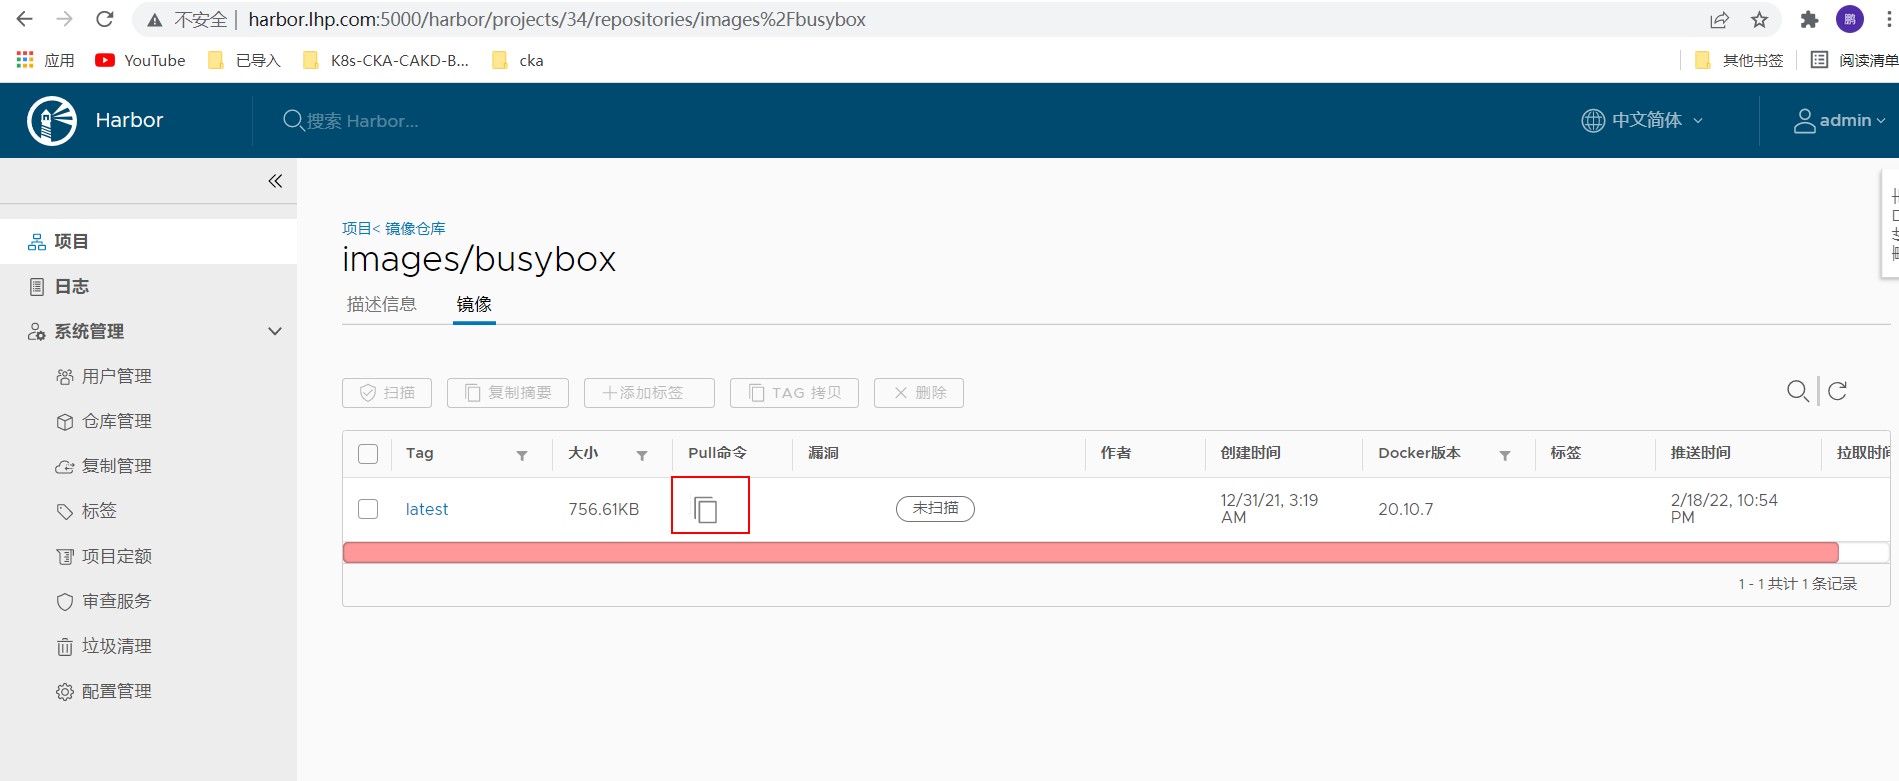 不安全 harbor.lhp.com:5000/harbor/projects/34/repositories/images%2Fbusybox 鹏
应用 YouTube 已导入 K8s-CKA-CAKD-B... cka 其他书签 阅读清单
Harbor 搜索 Harbor... 中文简体 admin
项目
日志
系统管理
用户管理
仓库管理
复制管理
标签
项目定额
审查服务
垃圾清理
配置管理
项目< 镜像仓库
images/busybox
描述信息 镜像
扫描 复制摘要 +添加标签 TAG 拷贝 × 删除
Tag 大小 Pull命令 漏洞 作者 创建时间 Docker版本 标签 推送时间 拉取时间
latest 756.61KB 未扫描 12/31/21, 3:19 AM 20.10.7 2/18/22, 10:54 PM
1 - 1 共计 1 条记录